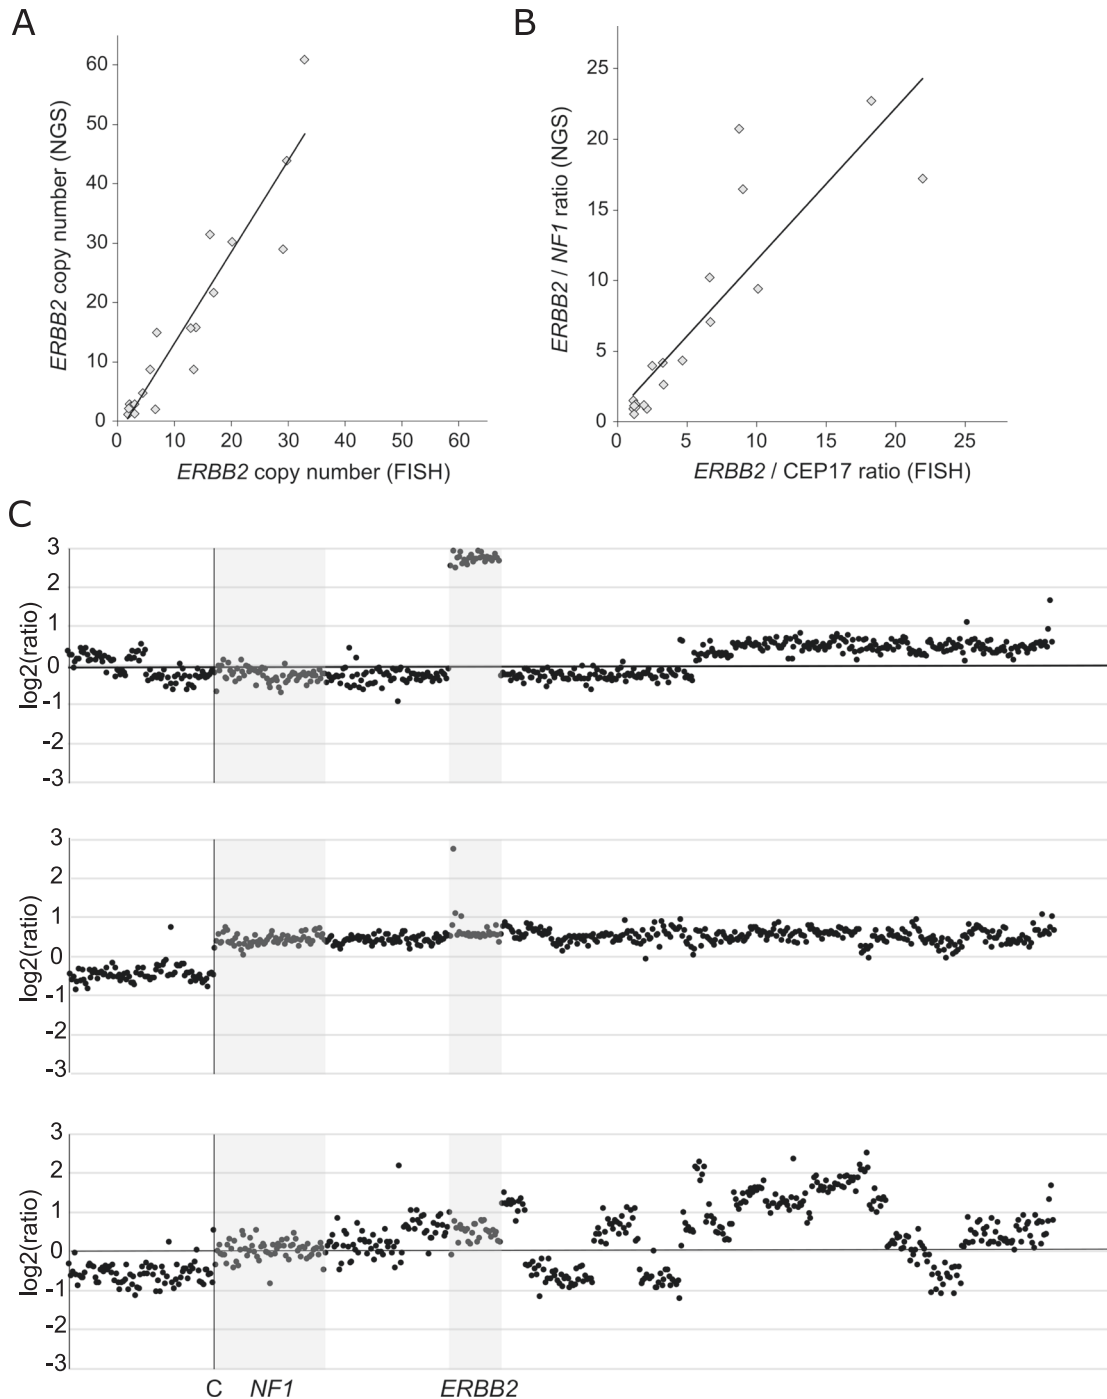 A
ERBB2 copy number (NGS)
60
50
40
30
20
10
0
0 10 20 30 40 50 60
ERBB2 copy number (FISH)
B
ERBB2 / NF1 ratio (NGS)
25
20
15
10
5
0
0 5 10 15 20 25
ERBB2 / CEP17 ratio (FISH)
C
log2(ratio)
3
2
1
0
-1
-2
-3
log2(ratio)
3
2
1
0
-1
-2
-3
log2(ratio)
3
2
1
0
-1
-2
-3
C NF1 ERBB2